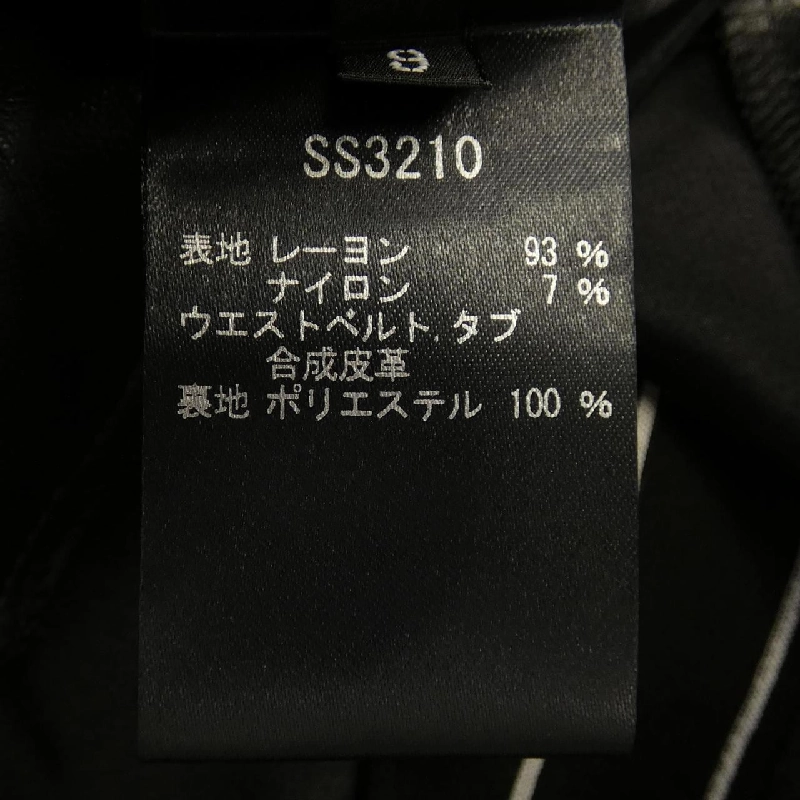 9
SS3210
表地 レーヨン 93 %
ナイロン 7 %
ウエストベルト,タブ
合成皮革
裏地 ポリエステル 100 %